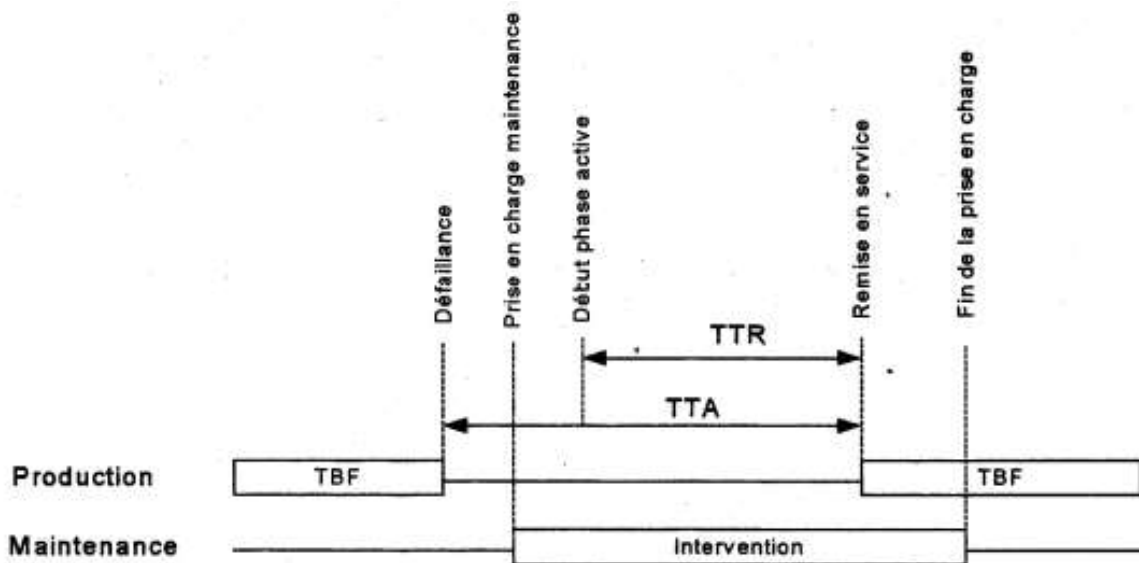 Défaillance
Prise en charge maintenance
Début phase active
Remise en service
Fin de la prise en charge
TTR
TTA
Production
TBF
TBF
Maintenance
Intervention